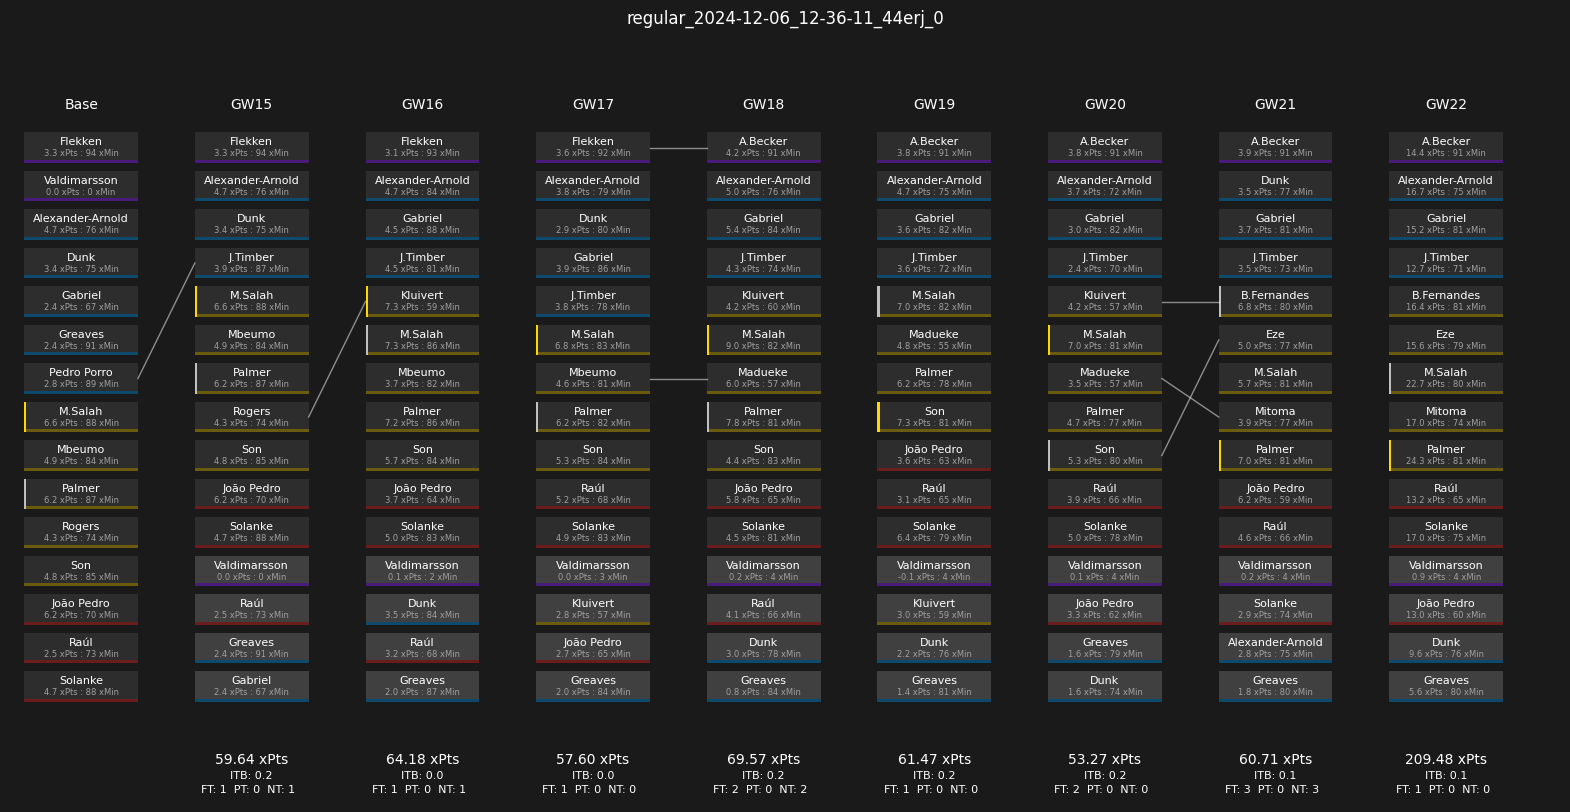 regular_2024-12-06_12-36-11_44erj_0
Base
Flekken
3.3 xPts : 94 xMin
Valdimarsson
0.0 xPts : 0 xMin
Alexander-Arnold
4.7 xPts : 76 xMin
Dunk
3.4 xPts : 75 xMin
Gabriel
2.4 xPts : 67 xMin
Greaves
2.4 xPts : 91 xMin
Pedro Porro
2.8 xPts : 89 xMin
M.Salah
6.6 xPts : 88 xMin
Mbeumo
4.9 xPts : 84 xMin
Palmer
6.2 xPts : 87 xMin
Rogers
4.3 xPts : 74 xMin
Son
4.8 xPts : 85 xMin
João Pedro
6.2 xPts : 70 xMin
Raúl
2.5 xPts : 73 xMin
Solanke
4.7 xPts : 88 xMin
GW15
Flekken
3.3 xPts : 94 xMin
Alexander-Arnold
4.7 xPts : 76 xMin
Dunk
3.4 xPts : 75 xMin
J.Timber
3.9 xPts : 87 xMin
M.Salah
6.6 xPts : 88 xMin
Mbeumo
4.9 xPts : 84 xMin
Palmer
6.2 xPts : 87 xMin
Rogers
4.3 xPts : 74 xMin
Son
4.8 xPts : 85 xMin
João Pedro
6.2 xPts : 70 xMin
Solanke
4.7 xPts : 88 xMin
Valdimarsson
0.0 xPts : 0 xMin
Raúl
2.5 xPts : 73 xMin
Greaves
2.4 xPts : 91 xMin
Gabriel
2.4 xPts : 67 xMin
59.64 xPts
ITB: 0.2
FT: 1 PT: 0 NT: 1
GW16
Flekken
3.1 xPts : 93 xMin
Alexander-Arnold
4.7 xPts : 84 xMin
Gabriel
4.5 xPts : 88 xMin
J.Timber
4.5 xPts : 81 xMin
Kluivert
7.3 xPts : 59 xMin
M.Salah
7.3 xPts : 86 xMin
Mbeumo
3.7 xPts : 82 xMin
Palmer
7.2 xPts : 86 xMin
Son
5.7 xPts : 84 xMin
João Pedro
3.7 xPts : 64 xMin
Solanke
5.0 xPts : 83 xMin
Valdimarsson
0.1 xPts : 2 xMin
Dunk
3.5 xPts : 84 xMin
Raúl
3.2 xPts : 68 xMin
Greaves
2.0 xPts : 87 xMin
64.18 xPts
ITB: 0.0
FT: 1 PT: 0 NT: 1
GW17
Flekken
3.6 xPts : 92 xMin
Alexander-Arnold
3.8 xPts : 79 xMin
Dunk
2.9 xPts : 80 xMin
Gabriel
3.9 xPts : 86 xMin
J.Timber
3.8 xPts : 78 xMin
M.Salah
6.8 xPts : 83 xMin
Mbeumo
4.6 xPts : 81 xMin
Palmer
6.2 xPts : 82 xMin
Son
5.3 xPts : 84 xMin
Raúl
5.2 xPts : 68 xMin
Solanke
4.9 xPts : 83 xMin
Valdimarsson
0.0 xPts : 3 xMin
Kluivert
2.8 xPts : 57 xMin
João Pedro
2.7 xPts : 65 xMin
Greaves
2.0 xPts : 84 xMin
57.60 xPts
ITB: 0.0
FT: 1 PT: 0 NT: 0
GW18
A.Becker
4.2 xPts : 91 xMin
Alexander-Arnold
5.0 xPts : 76 xMin
Gabriel
5.4 xPts : 84 xMin
J.Timber
4.3 xPts : 74 xMin
Kluivert
4.2 xPts : 60 xMin
M.Salah
9.0 xPts : 82 xMin
Madueke
6.0 xPts : 57 xMin
Palmer
7.8 xPts : 81 xMin
Son
4.4 xPts : 83 xMin
João Pedro
5.8 xPts : 65 xMin
Solanke
4.5 xPts : 81 xMin
Valdimarsson
0.2 xPts : 4 xMin
Raúl
4.1 xPts : 66 xMin
Dunk
3.0 xPts : 78 xMin
Greaves
0.8 xPts : 84 xMin
69.57 xPts
ITB: 0.2
FT: 2 PT: 0 NT: 2
GW19
A.Becker
3.8 xPts : 91 xMin
Alexander-Arnold
4.7 xPts : 75 xMin
Gabriel
3.6 xPts : 82 xMin
J.Timber
3.6 xPts : 72 xMin
M.Salah
7.0 xPts : 82 xMin
Madueke
4.8 xPts : 55 xMin
Palmer
6.2 xPts : 78 xMin
Son
7.3 xPts : 81 xMin
João Pedro
3.6 xPts : 63 xMin
Raúl
3.1 xPts : 65 xMin
Solanke
6.4 xPts : 79 xMin
Valdimarsson
-0.1 xPts : 4 xMin
Kluivert
3.0 xPts : 59 xMin
Dunk
2.2 xPts : 76 xMin
Greaves
1.4 xPts : 81 xMin
61.47 xPts
ITB: 0.2
FT: 1 PT: 0 NT: 0
GW20
A.Becker
3.8 xPts : 91 xMin
Alexander-Arnold
3.7 xPts : 72 xMin
Gabriel
3.0 xPts : 82 xMin
J.Timber
2.4 xPts : 70 xMin
Kluivert
4.2 xPts : 57 xMin
M.Salah
7.0 xPts : 81 xMin
Madueke
3.5 xPts : 57 xMin
Palmer
4.7 xPts : 77 xMin
Son
5.3 xPts : 80 xMin
Raúl
3.9 xPts : 66 xMin
Solanke
5.0 xPts : 78 xMin
Valdimarsson
0.1 xPts : 4 xMin
João Pedro
3.3 xPts : 62 xMin
Greaves
1.6 xPts : 79 xMin
Dunk
1.6 xPts : 74 xMin
53.27 xPts
ITB: 0.2
FT: 2 PT: 0 NT: 0
GW21
A.Becker
3.9 xPts : 91 xMin
Dunk
3.5 xPts : 77 xMin
Gabriel
3.7 xPts : 81 xMin
J.Timber
3.5 xPts : 73 xMin
B.Fernandes
6.8 xPts : 80 xMin
Eze
5.0 xPts : 77 xMin
M.Salah
5.7 xPts : 81 xMin
Mitoma
3.9 xPts : 77 xMin
Palmer
7.0 xPts : 81 xMin
João Pedro
6.2 xPts : 59 xMin
Raúl
4.6 xPts : 66 xMin
Valdimarsson
0.2 xPts : 4 xMin
Solanke
2.9 xPts : 74 xMin
Alexander-Arnold
2.8 xPts : 75 xMin
Greaves
1.8 xPts : 80 xMin
60.71 xPts
ITB: 0.1
FT: 3 PT: 0 NT: 3
GW22
A.Becker
14.4 xPts : 91 xMin
Alexander-Arnold
16.7 xPts : 75 xMin
Gabriel
15.2 xPts : 81 xMin
J.Timber
12.7 xPts : 71 xMin
B.Fernandes
16.4 xPts : 81 xMin
Eze
15.6 xPts : 79 xMin
M.Salah
22.7 xPts : 80 xMin
Mitoma
17.0 xPts : 74 xMin
Palmer
24.3 xPts : 81 xMin
Raúl
13.2 xPts : 65 xMin
Solanke
17.0 xPts : 75 xMin
Valdimarsson
0.9 xPts : 4 xMin
João Pedro
13.0 xPts : 60 xMin
Dunk
9.6 xPts : 76 xMin
Greaves
5.6 xPts : 80 xMin
209.48 xPts
ITB: 0.1
FT: 1 PT: 0 NT: 0